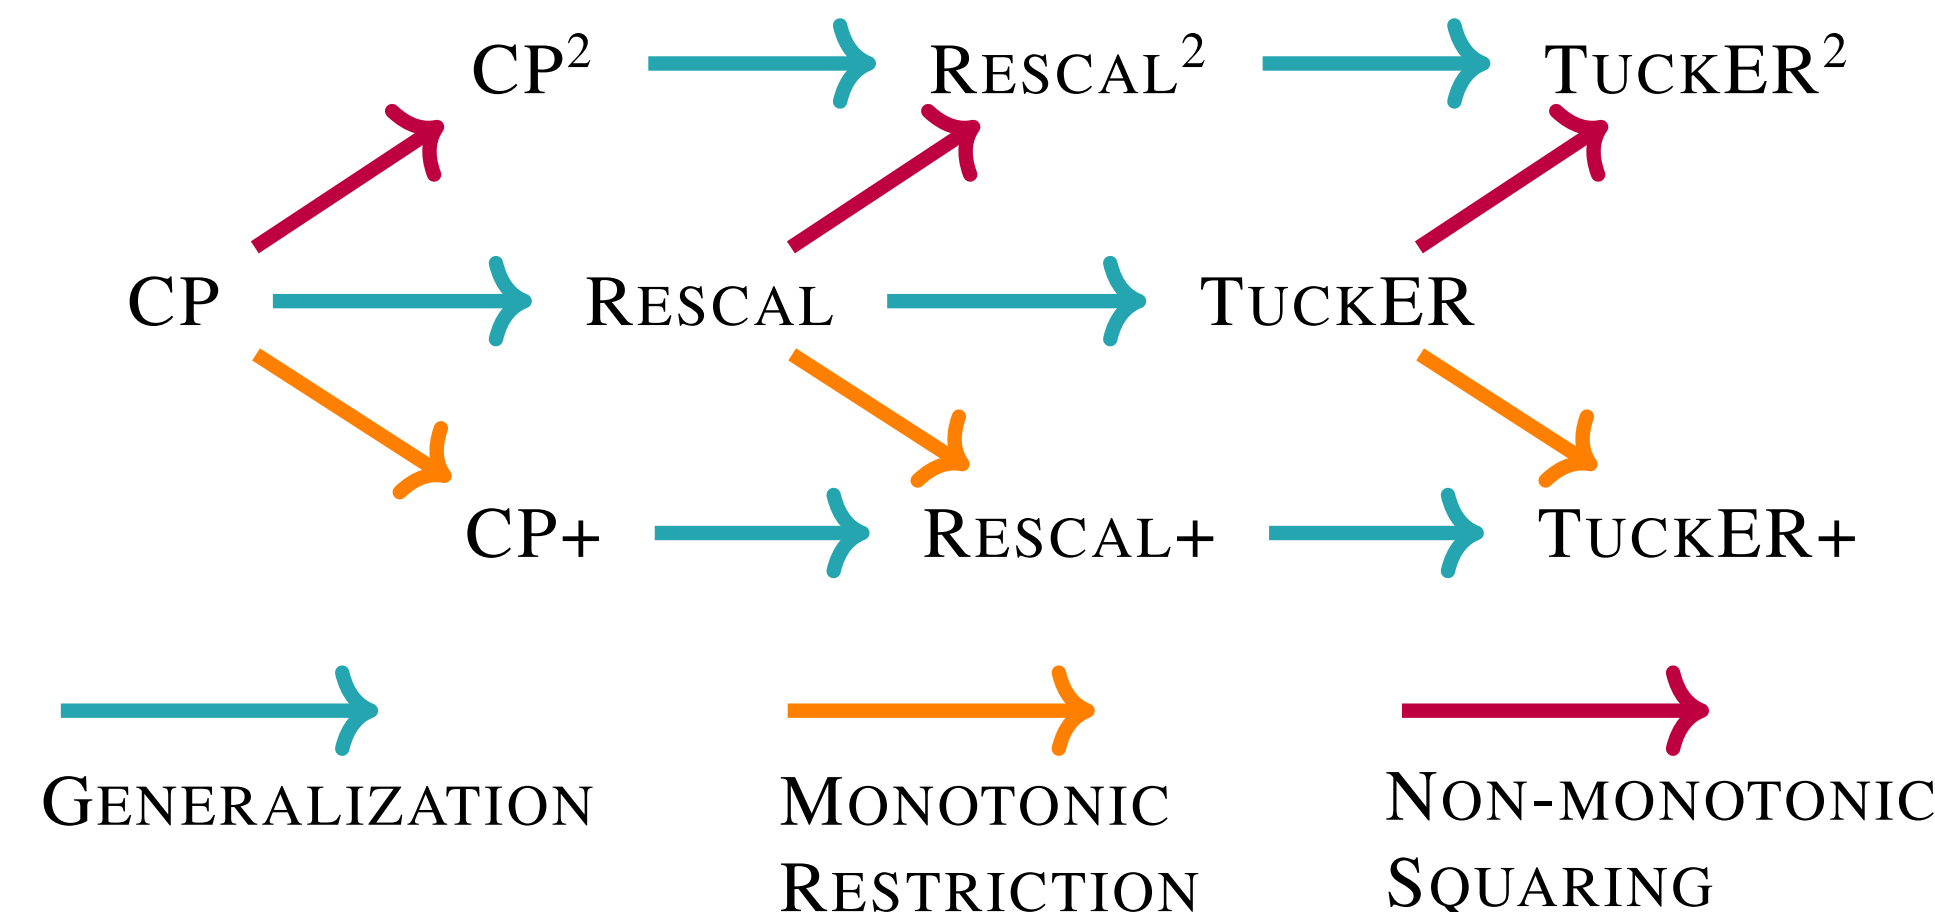 CP² RESCAL² TUCKER²
CP RESCAL TUCKER
CP+ RESCAL+ TUCKER+
GENERALIZATION MONOTONIC RESTRICTION NON-MONOTONIC SQUARING